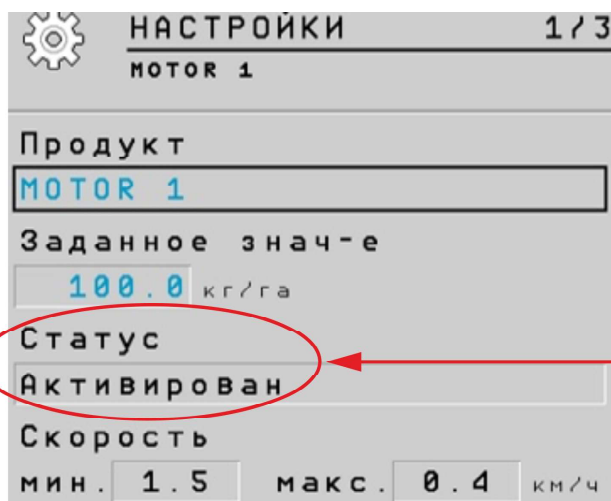 НАСТРОЙКИ 1/3
MOTOR 1
Продукт
MOTOR 1
Заданное знач-е
100.0 кг/га
Статус
Активирован
Скорость
мин. 1.5 макс. 0.4 км/ч